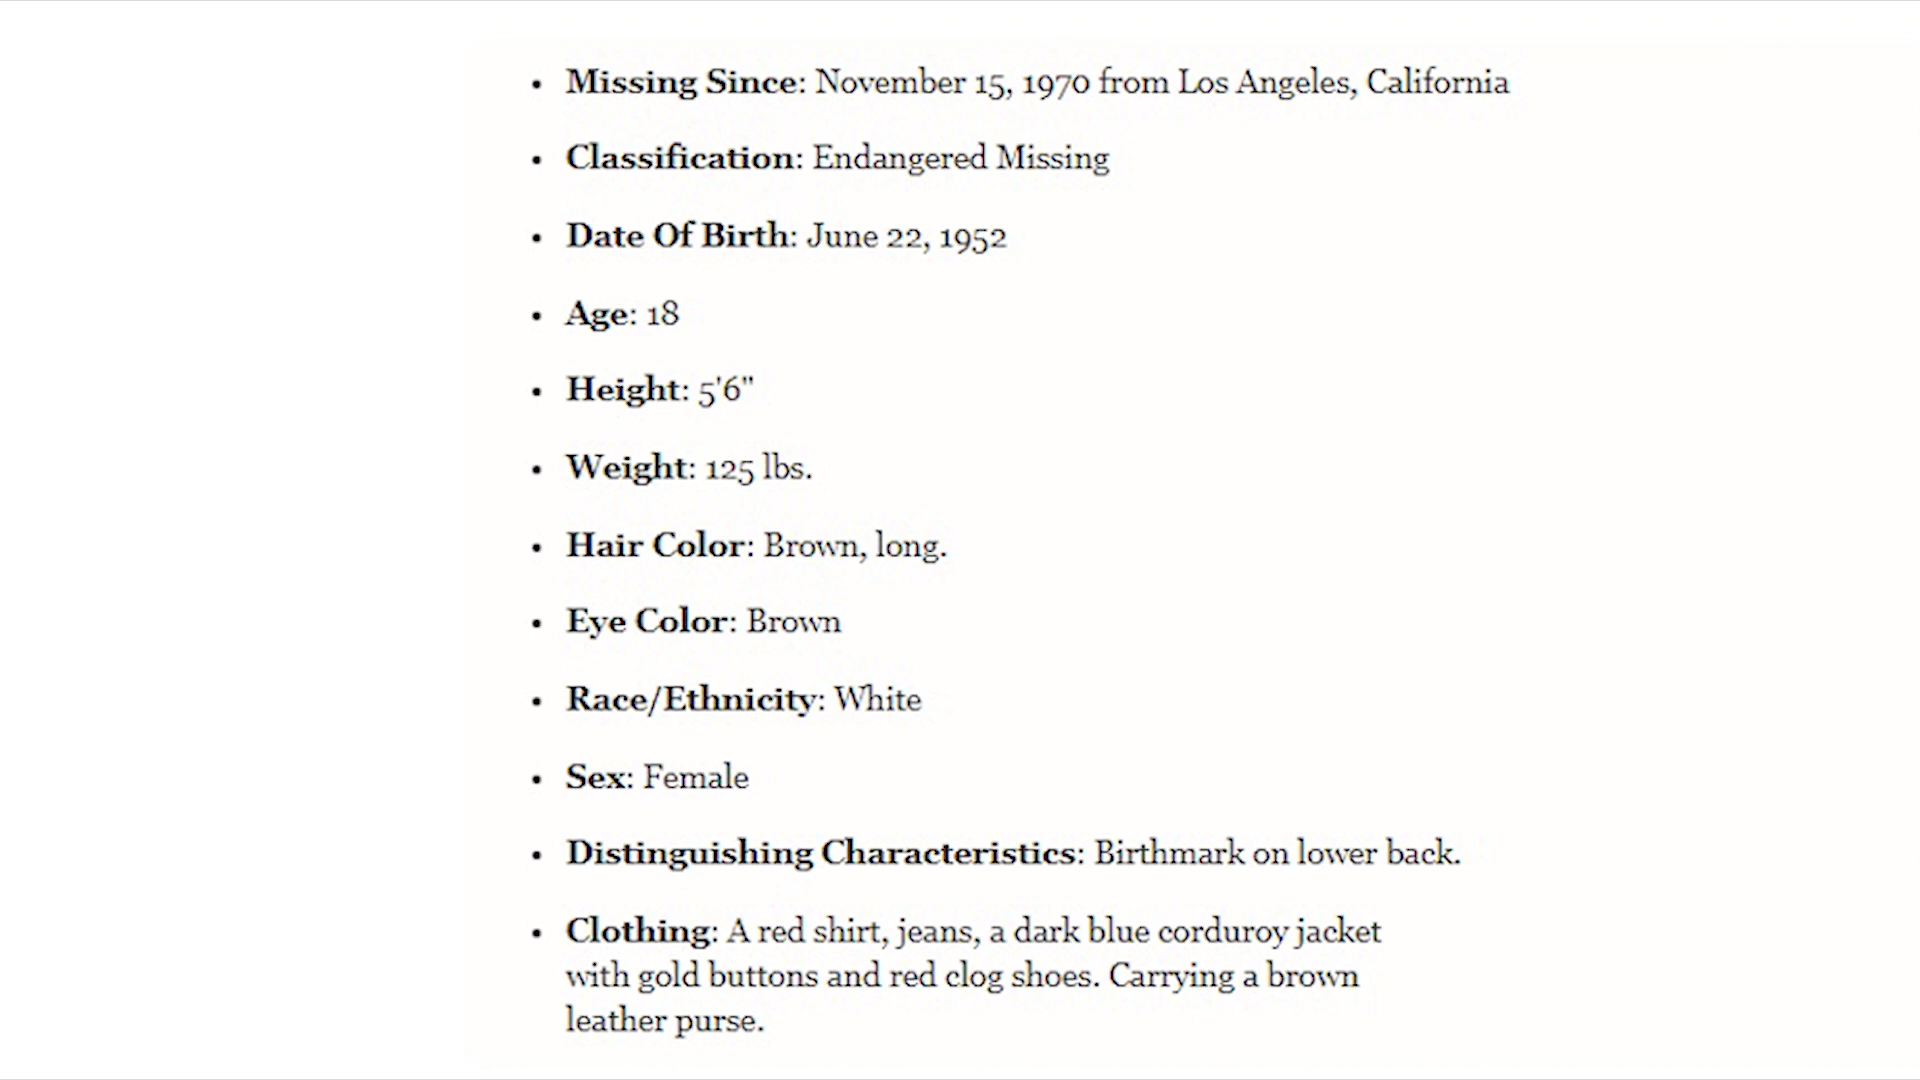 • Missing Since: November 15, 1970 from Los Angeles, California
• Classification: Endangered Missing
• Date Of Birth: June 22, 1952
• Age: 18
• Height: 5'6"
• Weight: 125 lbs.
• Hair Color: Brown, long.
• Eye Color: Brown
• Race/Ethnicity: White
• Sex: Female
• Distinguishing Characteristics: Birthmark on lower back.
• Clothing: A red shirt, jeans, a dark blue corduroy jacket
with gold buttons and red clog shoes. Carrying a brown
leather purse.